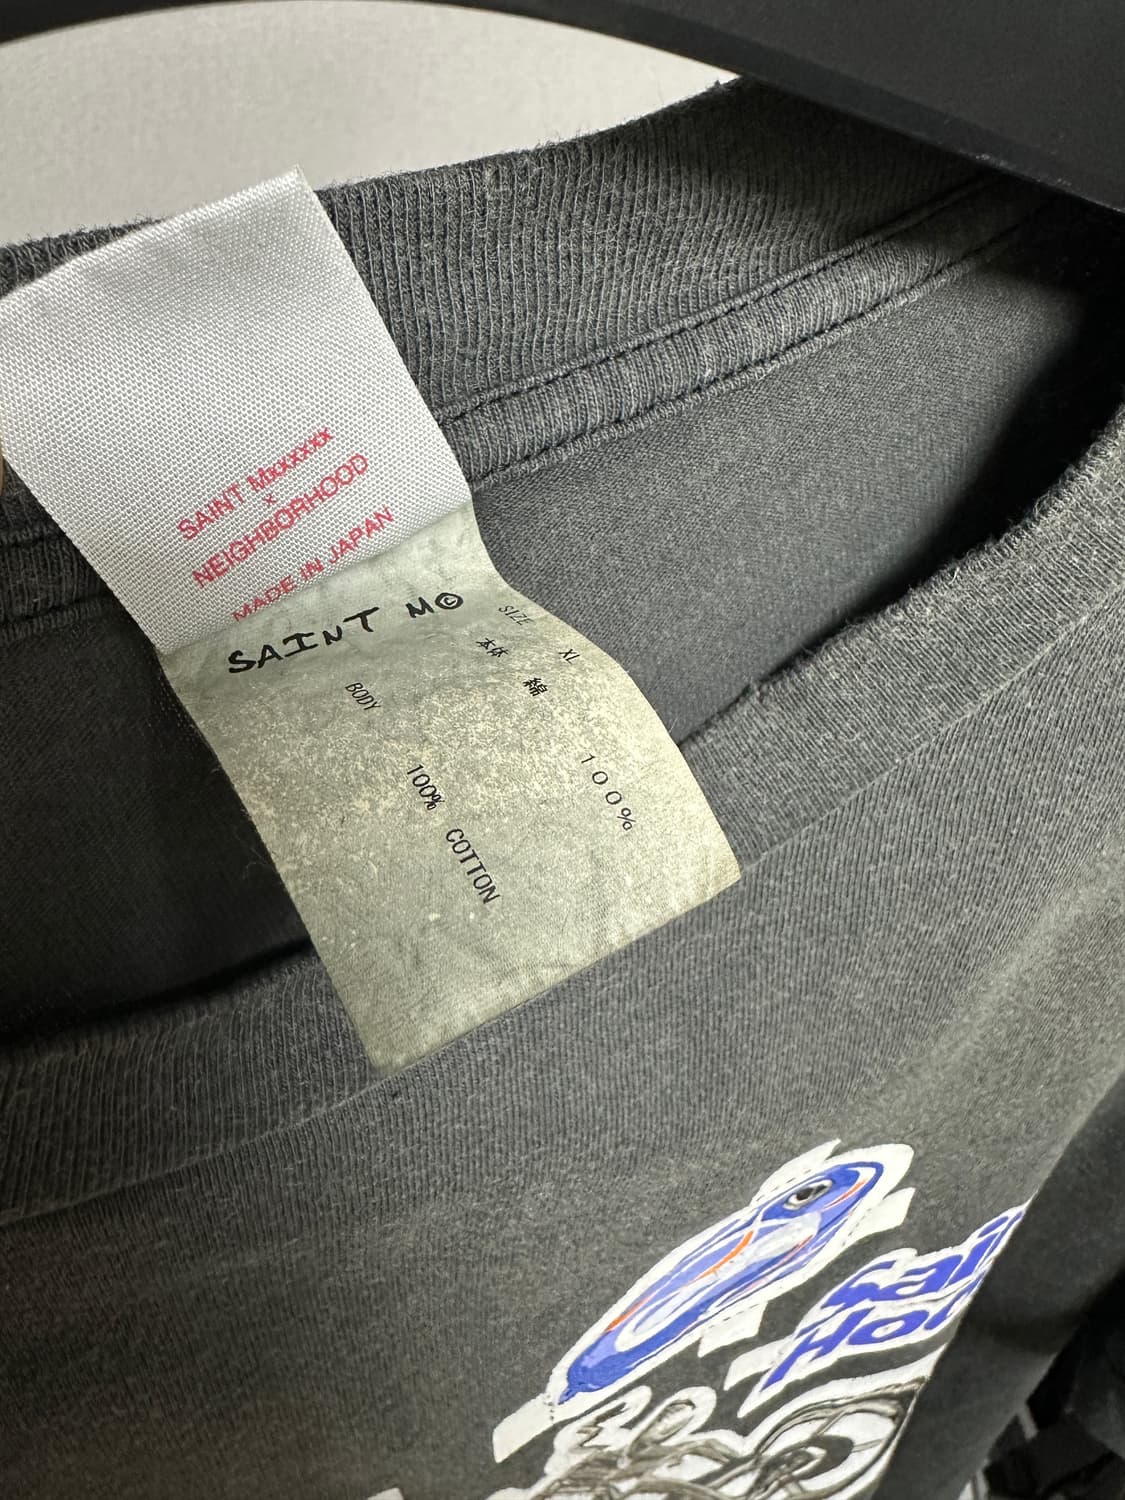 SAINT Mxxxxxx
×
NEIGHBORHOOD
MADE IN JAPAN
SAINT M©
SIZE XL
本体 綿 100%
BODY 100% COTTON